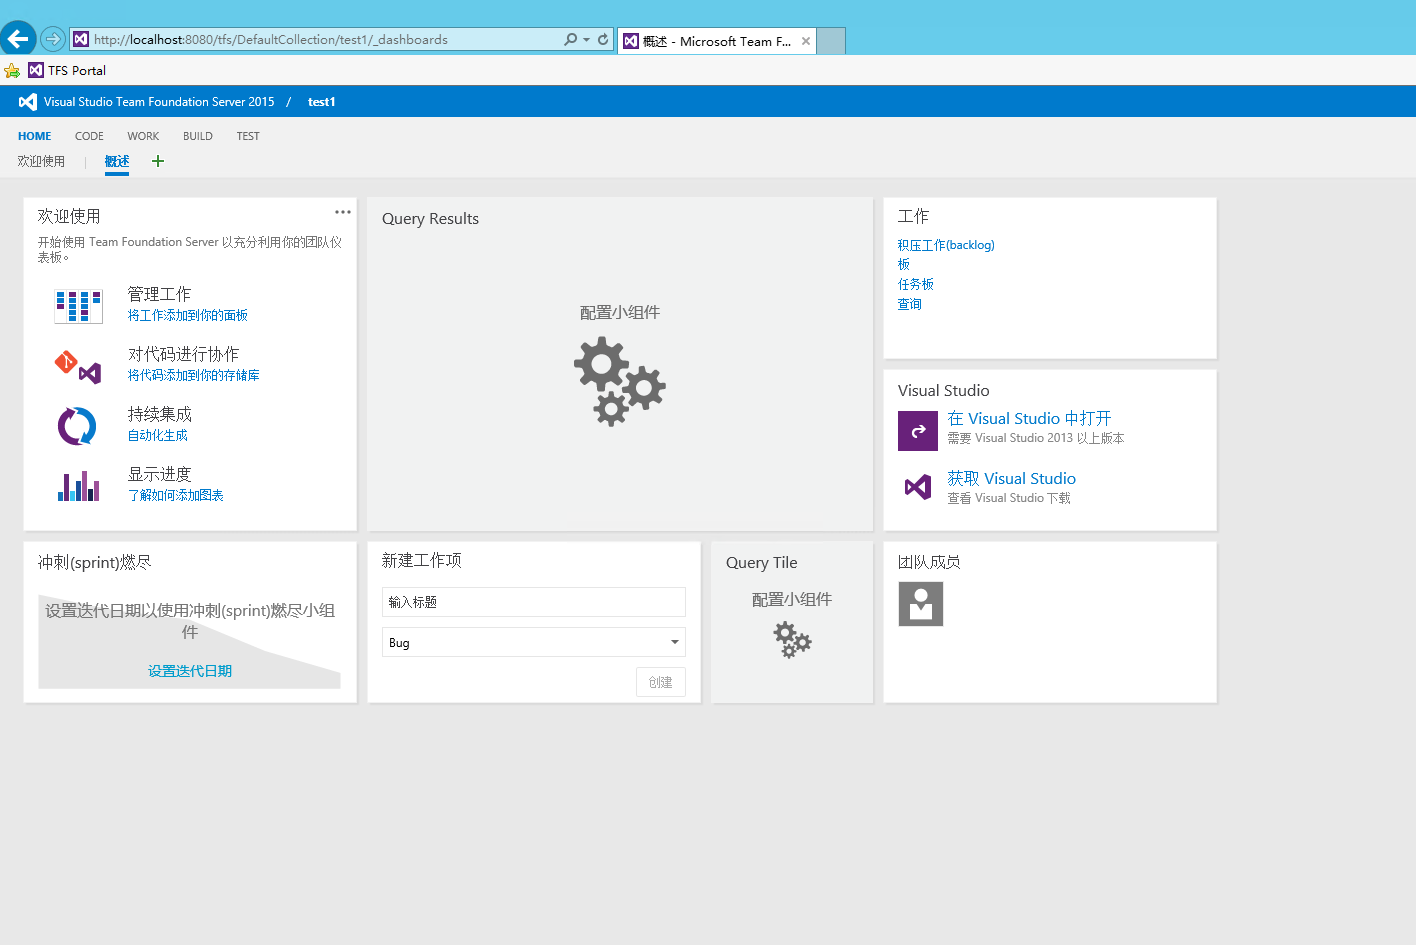 http://localhost:8080/tfs/DefaultCollection/test1/_dashboards
概述 - Microsoft Team F...
TFS Portal
Visual Studio Team Foundation Server 2015 / test1
HOME CODE WORK BUILD TEST
欢迎使用 | 概述 +
欢迎使用
开始使用 Team Foundation Server 以充分利用你的团队仪
表板。
管理工作
将工作添加到你的面板
对代码进行协作
将代码添加到你的存储库
持续集成
自动化生成
显示进度
了解如何添加图表
Query Results
配置小组件
工作
积压工作(backlog)
板
任务板
查询
Visual Studio
在 Visual Studio 中打开
需要 Visual Studio 2013 以上版本
获取 Visual Studio
查看 Visual Studio 下载
冲刺(sprint)燃尽
设置迭代日期以使用冲刺(sprint)燃尽小组
件
设置迭代日期
新建工作项
输入标题
Bug
创建
Query Tile
配置小组件
团队成员